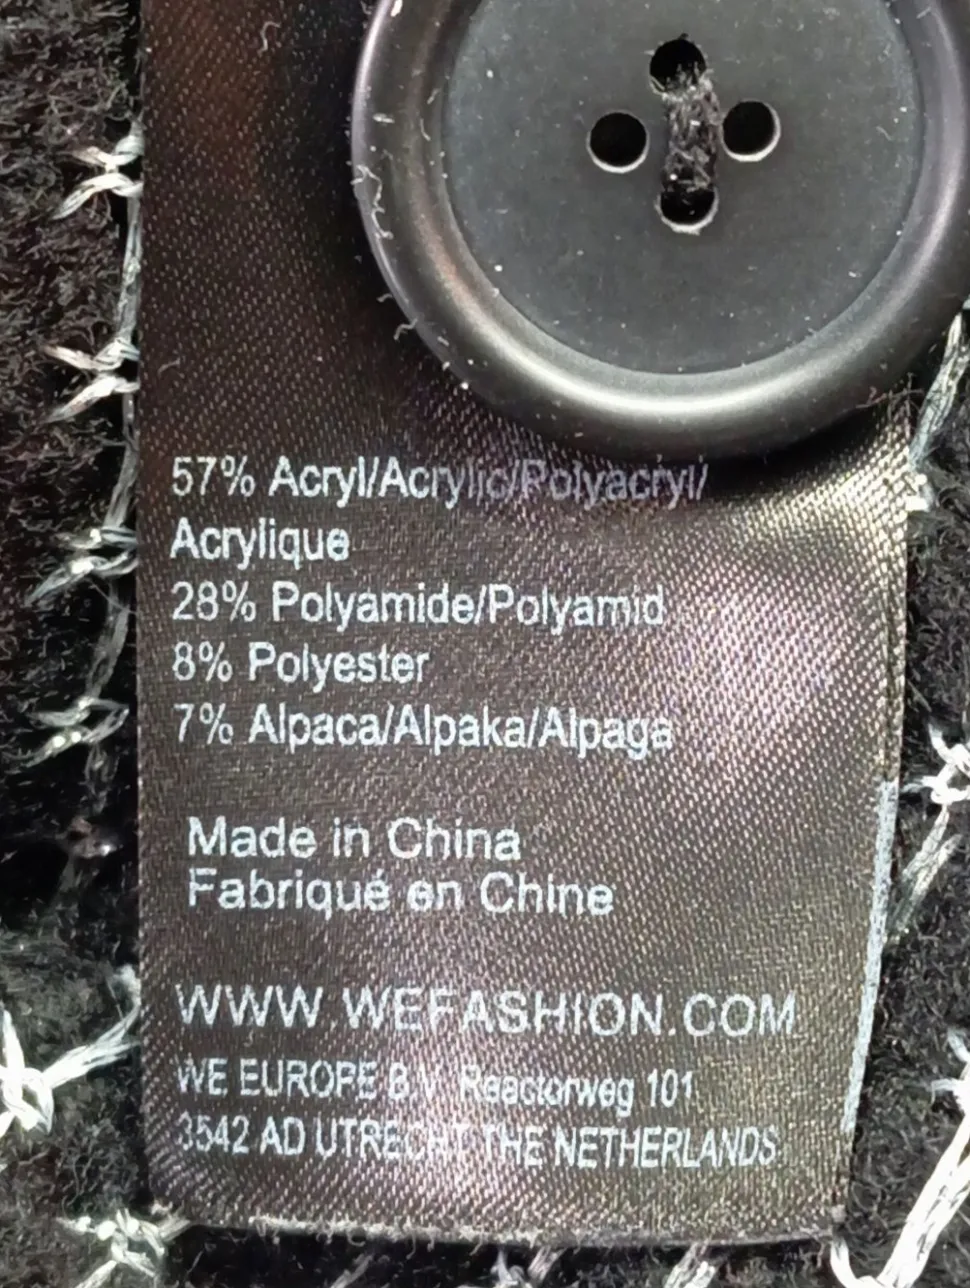 57% Acryl/Acrylic/Polyacryl/
Acrylique
28% Polyamide/Polyamid
8% Polyester
7% Alpaca/Alpaka/Alpaga
Made in China
Fabriqué en Chine
WWW.WEFASHION.COM
WE EUROPE B.V. Reactorweg 101
3542 AD UTRECHT THE NETHERLANDS